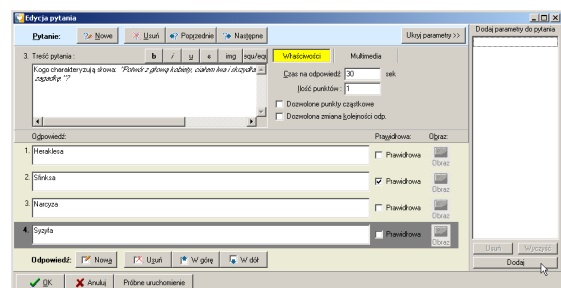 Edycja pytania
Pytanie: Nowe Usuń Poprzednie Następne Ukryj parametry >>
Dodaj parametry do pytania
3. Treść pytania : b i u s img squ/equ Właściwości Multimedia
Kogo charakteryzują słowa: "Potwór z głową kobiety, ciałem lwa i skrzydła
zagadkę "?
Czas na odpowiedź: 30 sek
Ilość punktów : 1
Dozwolone punkty cząstkowe
Dozwolona zmiana kolejności odp.
Odpowiedź: Prawidłowa: Obraz:
1. Heraklesa Prawidłowa Obraz
2. Sfinksa Prawidłowa Obraz
3. Narcyza Prawidłowa Obraz
4. Syzyfa Prawidłowa Obraz
Usuń Wyczyść
Odpowiedź: Nowa Usuń W górę W dół
Dodaj
OK Anuluj Próbne uruchomienie